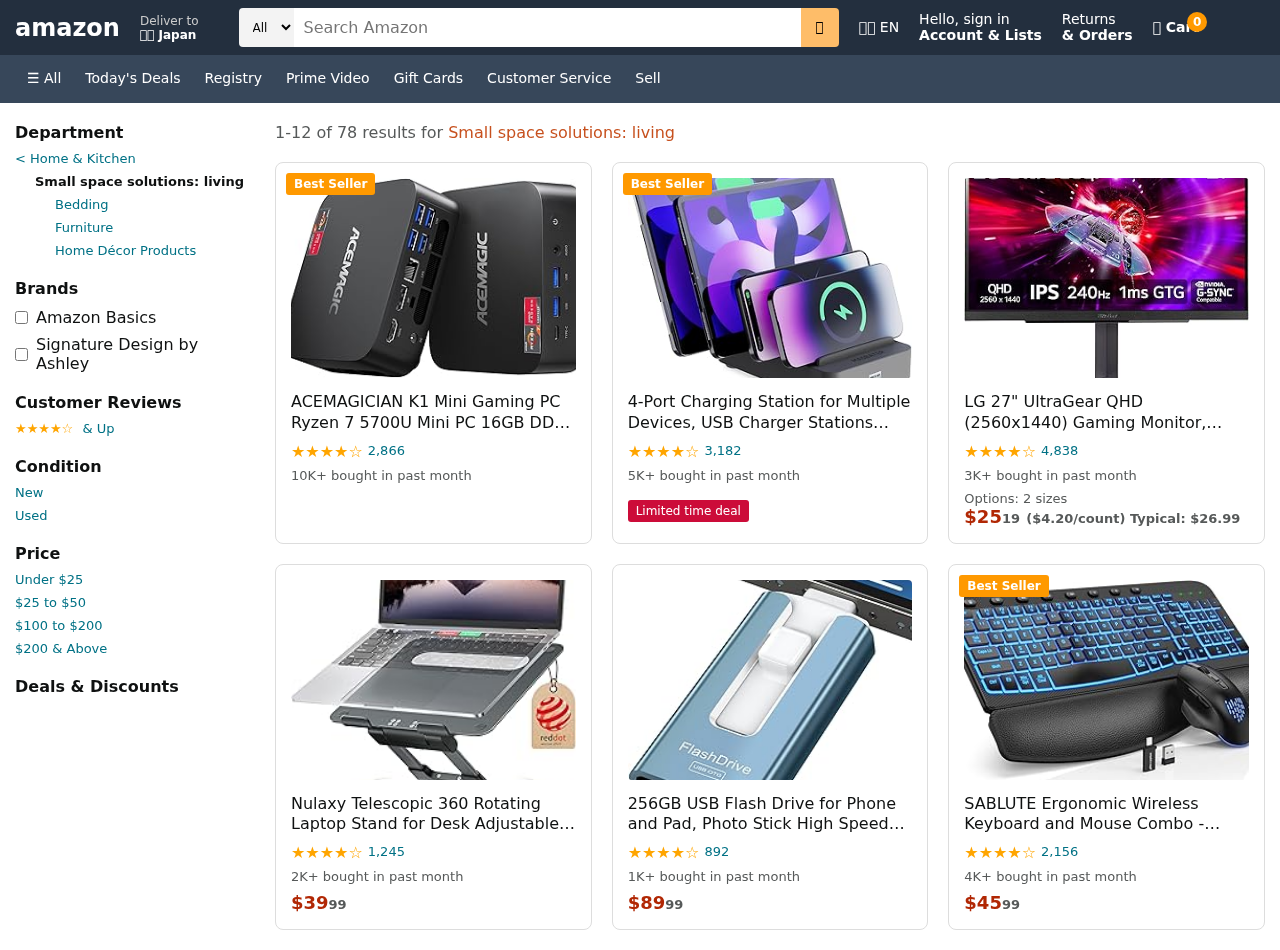 amazon
Deliver to
Japan
All
Search Amazon
EN
Hello, sign in
Account & Lists
Returns
& Orders
0
☰ All
Today's Deals
Registry
Prime Video
Gift Cards
Customer Service
Sell
Department
< Home & Kitchen
Small space solutions: living
Bedding
Furniture
Home Décor Products
Brands
Amazon Basics
Signature Design by
Ashley
Customer Reviews
★★★★☆ & Up
Condition
New
Used
Price
Under $25
$25 to $50
$100 to $200
$200 & Above
Deals & Discounts
1-12 of 78 results for Small space solutions: living
Best Seller
ACEMAGIC
ACEMAGIC
ACEMAGICIAN K1 Mini Gaming PC
Ryzen 7 5700U Mini PC 16GB DD…
★★★★☆ 2,866
10K+ bought in past month
Best Seller
4-Port Charging Station for Multiple
Devices, USB Charger Stations…
★★★★☆ 3,182
5K+ bought in past month
Limited time deal
QHD
2560 x 1440
IPS 240Hz 1ms GTG
NVIDIA
G-SYNC
Compatible
LG 27" UltraGear QHD
(2560x1440) Gaming Monitor,…
★★★★☆ 4,838
3K+ bought in past month
Options: 2 sizes
$2519 ($4.20/count) Typical: $26.99
reddot
Nulaxy Telescopic 360 Rotating
Laptop Stand for Desk Adjustable…
★★★★☆ 1,245
2K+ bought in past month
$3999
FlashDrive
USB OTG
256GB USB Flash Drive for Phone
and Pad, Photo Stick High Speed…
★★★★☆ 892
1K+ bought in past month
$8999
Best Seller
SABLUTE Ergonomic Wireless
Keyboard and Mouse Combo -…
★★★★☆ 2,156
4K+ bought in past month
$4599